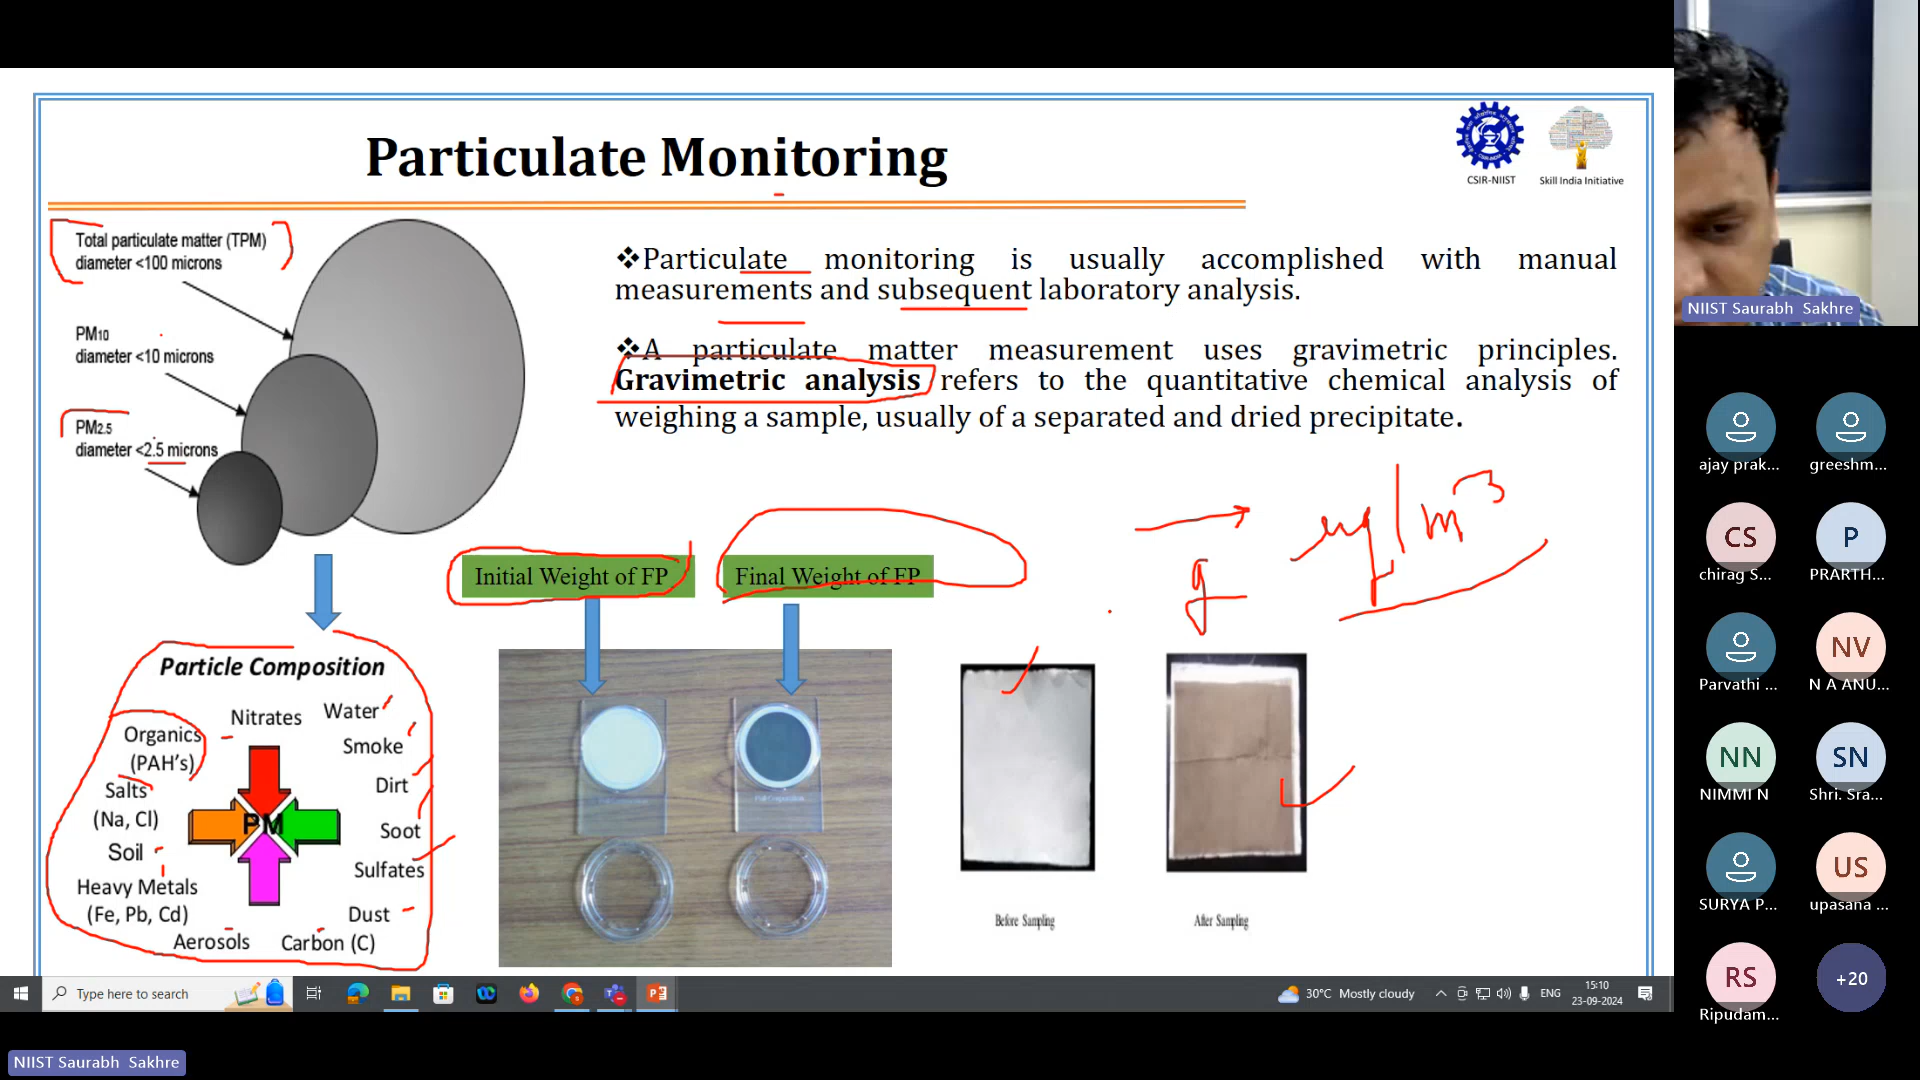 Particulate Monitoring
CSIR-NIIST
Skill India Initiative
Total particulate matter (TPM)
diameter <100 microns
PM10
diameter <10 microns
PM2.5
diameter <2.5 microns
❖Particulate monitoring is usually accomplished with manual
measurements and subsequent laboratory analysis.
❖A particulate matter measurement uses gravimetric principles.
Gravimetric analysis refers to the quantitative chemical analysis of
weighing a sample, usually of a separated and dried precipitate.
g
ug/m3
Initial Weight of FP
Final Weight of FP
Particle Composition
Nitrates
Water
Organics
(PAH's)
Smoke
Salts
(Na, Cl)
Dirt
PM
Soot
Soil
Sulfates
Heavy Metals
(Fe, Pb, Cd)
Dust
Aerosols
Carbon (C)
Before Sampling
After Sampling
Type here to search
30°C Mostly cloudy
ENG
15:10
23-09-2024
NIIST Saurabh Sakhre
NIIST Saurabh Sakhre
ajay prak...
greeshm...
CS
chirag S...
P
PRARTH...
Parvathi ...
NV
N A ANU...
NN
NIMMI N
SN
Shri. Sra...
SURYA P...
US
upasana ...
RS
Ripudam...
+20